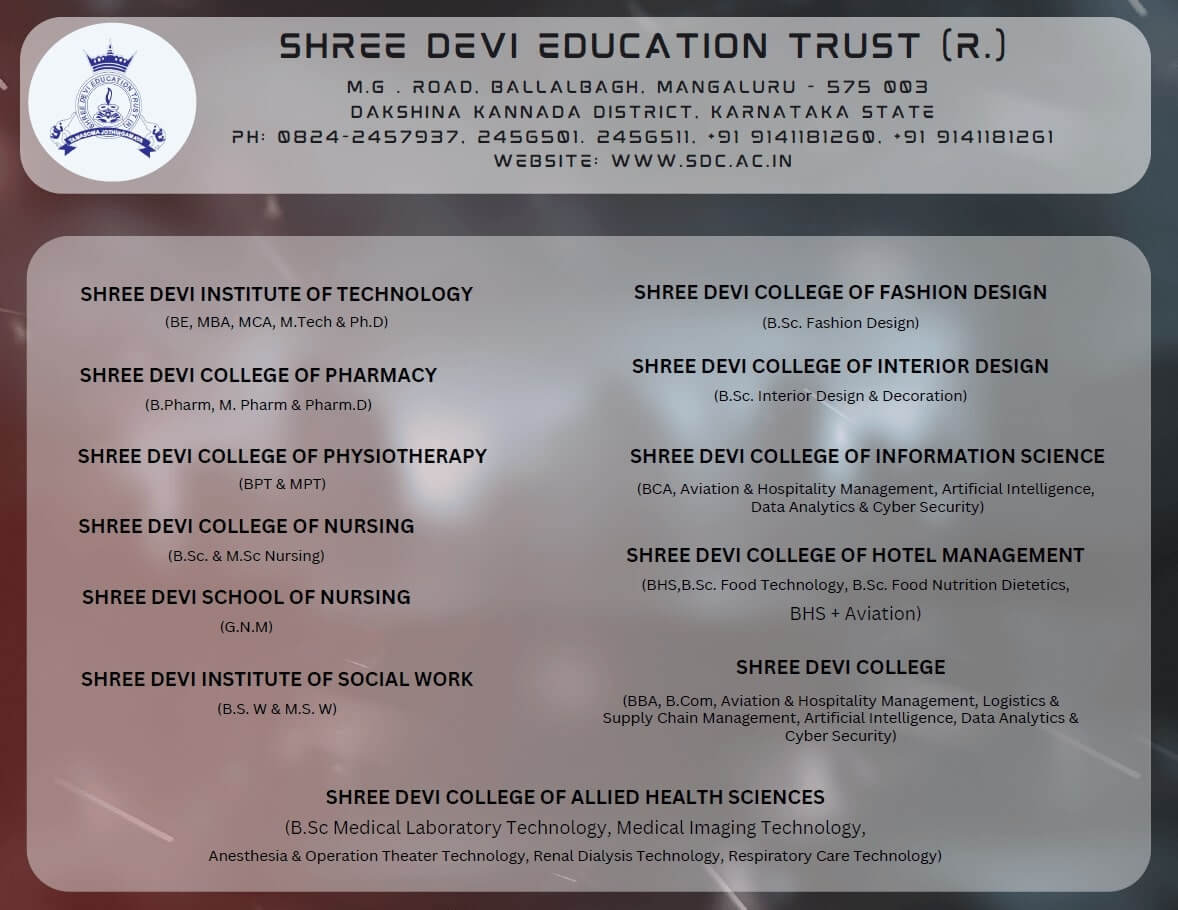 SHREE DEVI EDUCATION TRUST (R.)
M.G . ROAD, BALLALBAGH, MANGALURU - 575 003
DAKSHINA KANNADA DISTRICT, KARNATAKA STATE
PH: 0824-2457937, 2456501. 2456511, +91 9141181260, +91 9141181261
WEBSITE: WWW.SDC.AC.IN
SHREE DEVI EDUCATION TRUST (R)
SHREE DEVI INSTITUTE OF TECHNOLOGY
(BE, MBA, MCA, M.Tech & Ph.D)
SHREE DEVI COLLEGE OF PHARMACY
(B.Pharm, M. Pharm & Pharm.D)
SHREE DEVI COLLEGE OF PHYSIOTHERAPY
(BPT & MPT)
SHREE DEVI COLLEGE OF NURSING
(B.Sc. & M.Sc Nursing)
SHREE DEVI SCHOOL OF NURSING
(G.N.M)
SHREE DEVI INSTITUTE OF SOCIAL WORK
(B.S. W & M.S. W)
SHREE DEVI COLLEGE OF FASHION DESIGN
(B.Sc. Fashion Design)
SHREE DEVI COLLEGE OF INTERIOR DESIGN
(B.Sc. Interior Design & Decoration)
SHREE DEVI COLLEGE OF INFORMATION SCIENCE
(BCA, Aviation & Hospitality Management, Artificial Intelligence,
Data Analytics & Cyber Security)
SHREE DEVI COLLEGE OF HOTEL MANAGEMENT
(BHS,B.Sc. Food Technology, B.Sc. Food Nutrition Dietetics,
BHS + Aviation)
SHREE DEVI COLLEGE
(BBA, B.Com, Aviation & Hospitality Management, Logistics &
Supply Chain Management, Artificial Intelligence, Data Analytics &
Cyber Security)
SHREE DEVI COLLEGE OF ALLIED HEALTH SCIENCES
(B.Sc Medical Laboratory Technology, Medical Imaging Technology,
Anesthesia & Operation Theater Technology, Renal Dialysis Technology, Respiratory Care Technology)